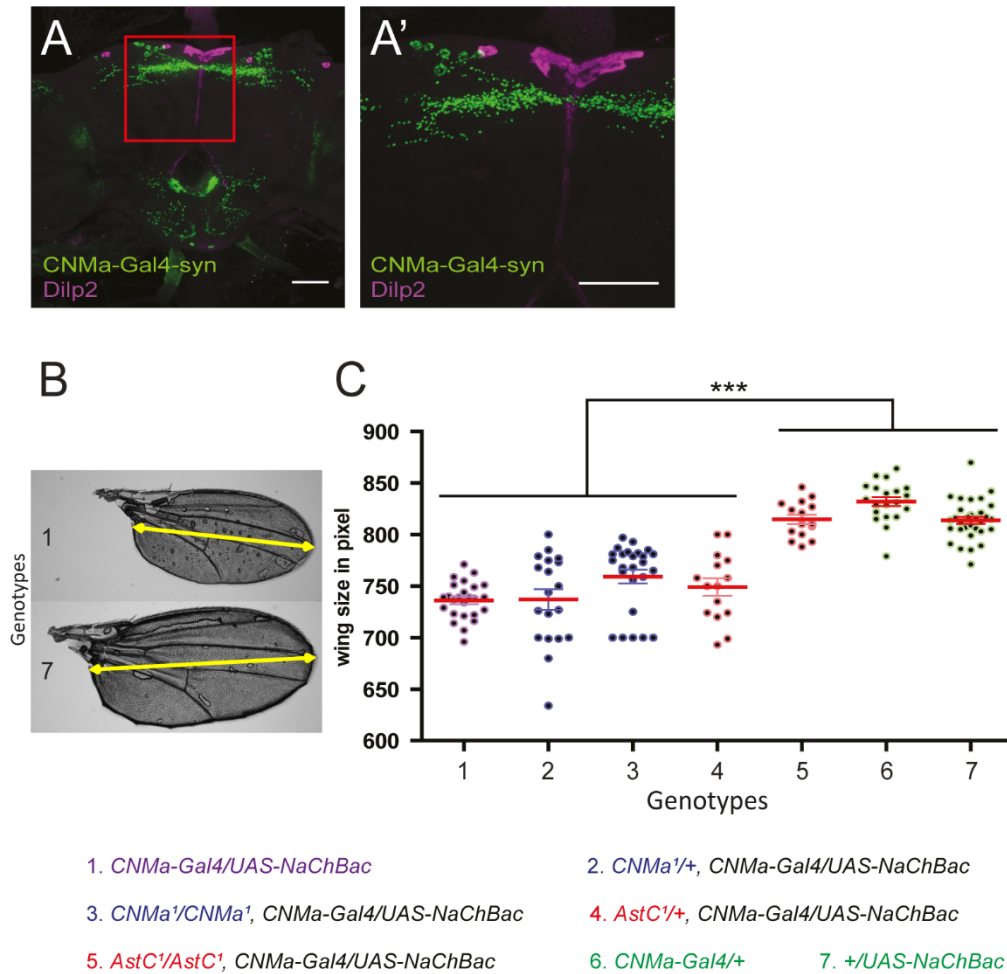 A
CNMa-Gal4-syn
Dilp2
A'
CNMa-Gal4-syn
Dilp2
B
Genotypes
1
7
C
***
wing size in pixel
900
850
800
750
700
650
600
1 2 3 4 5 6 7
Genotypes
1. CNMa-Gal4/UAS-NaChBac
2. CNMa¹/+, CNMa-Gal4/UAS-NaChBac
3. CNMa¹/CNMa¹, CNMa-Gal4/UAS-NaChBac
4. AstC¹/+, CNMa-Gal4/UAS-NaChBac
5. AstC¹/AstC¹, CNMa-Gal4/UAS-NaChBac
6. CNMa-Gal4/+ 7. +/UAS-NaChBac